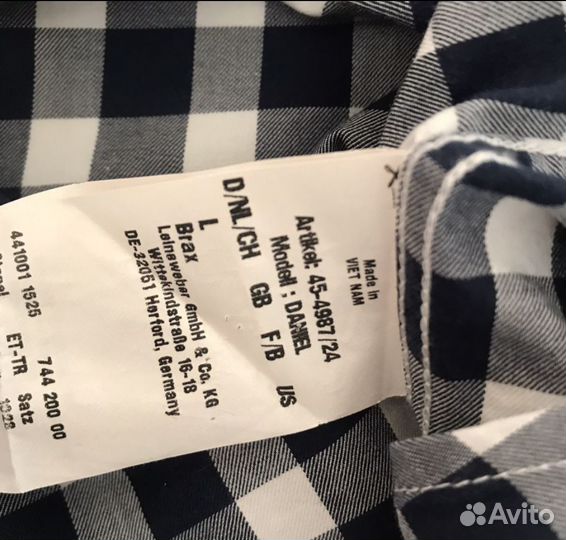 Made in
VIET NAM
Artikel: 45-4987/24
Modell : DANIEL
D/NL/CH GB F/B US
L
Brax
Leineweber GmbH & Co. KG
Wittekindstraße 16-18
DE-32051 Herford, Germany
441001 1525 744 200 00
ET-TR Satz
1328
Avito